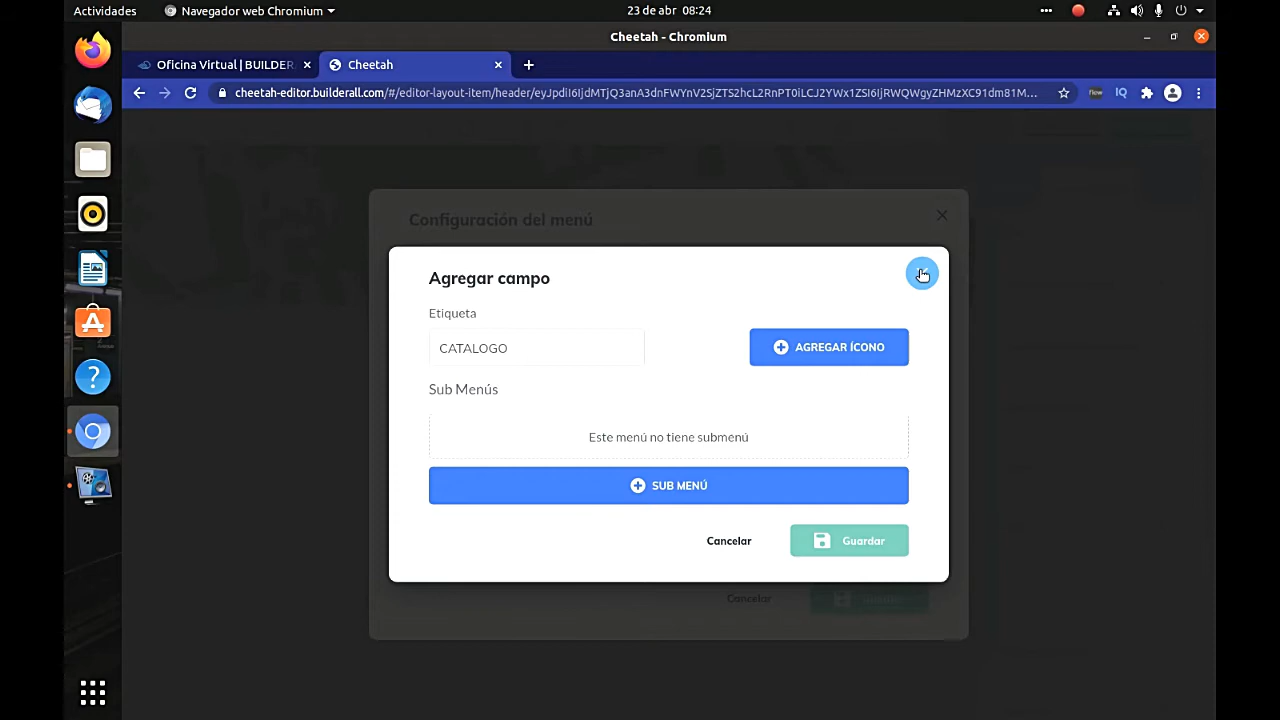 Actividades
Navegador web Chromium
23 de abr 08:24
Cheetah - Chromium
Oficina Virtual | BUILDER
Cheetah
cheetah-editor.builderall.com/#/editor-layout-item/header/eyJpdiI6IjdMTjQ3anA3dnFWYnV2SjZTS2hcL2RnPT0iLCJ2YWx1ZSI6IjRWQWgyZHMzXC91dm81M...
Configuración del menú
Agregar campo
Etiqueta
CATALOGO
AGREGAR ÍCONO
Sub Menús
Este menú no tiene submenú
SUB MENÚ
Cancelar
Guardar
Cancelar